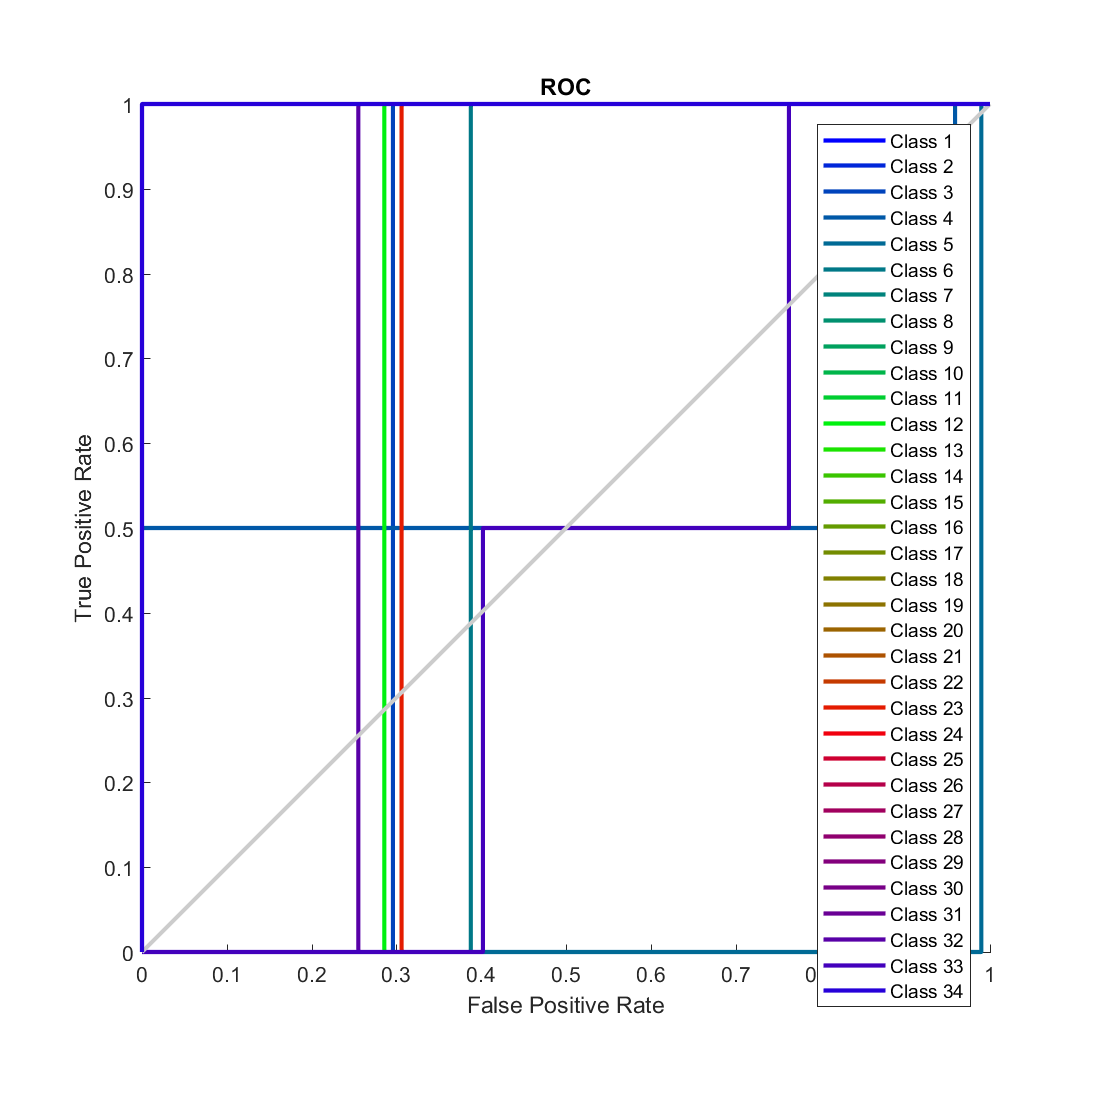 ROC
True Positive Rate
1
0.9
0.8
0.7
0.6
0.5
0.4
0.3
0.2
0.1
0
0
0.1
0.2
0.3
0.4
0.5
0.6
0.7
1
False Positive Rate
Class 1
Class 2
Class 3
Class 4
Class 5
Class 6
Class 7
Class 8
Class 9
Class 10
Class 11
Class 12
Class 13
Class 14
Class 15
Class 16
Class 17
Class 18
Class 19
Class 20
Class 21
Class 22
Class 23
Class 24
Class 25
Class 26
Class 27
Class 28
Class 29
Class 30
Class 31
Class 32
Class 33
Class 34